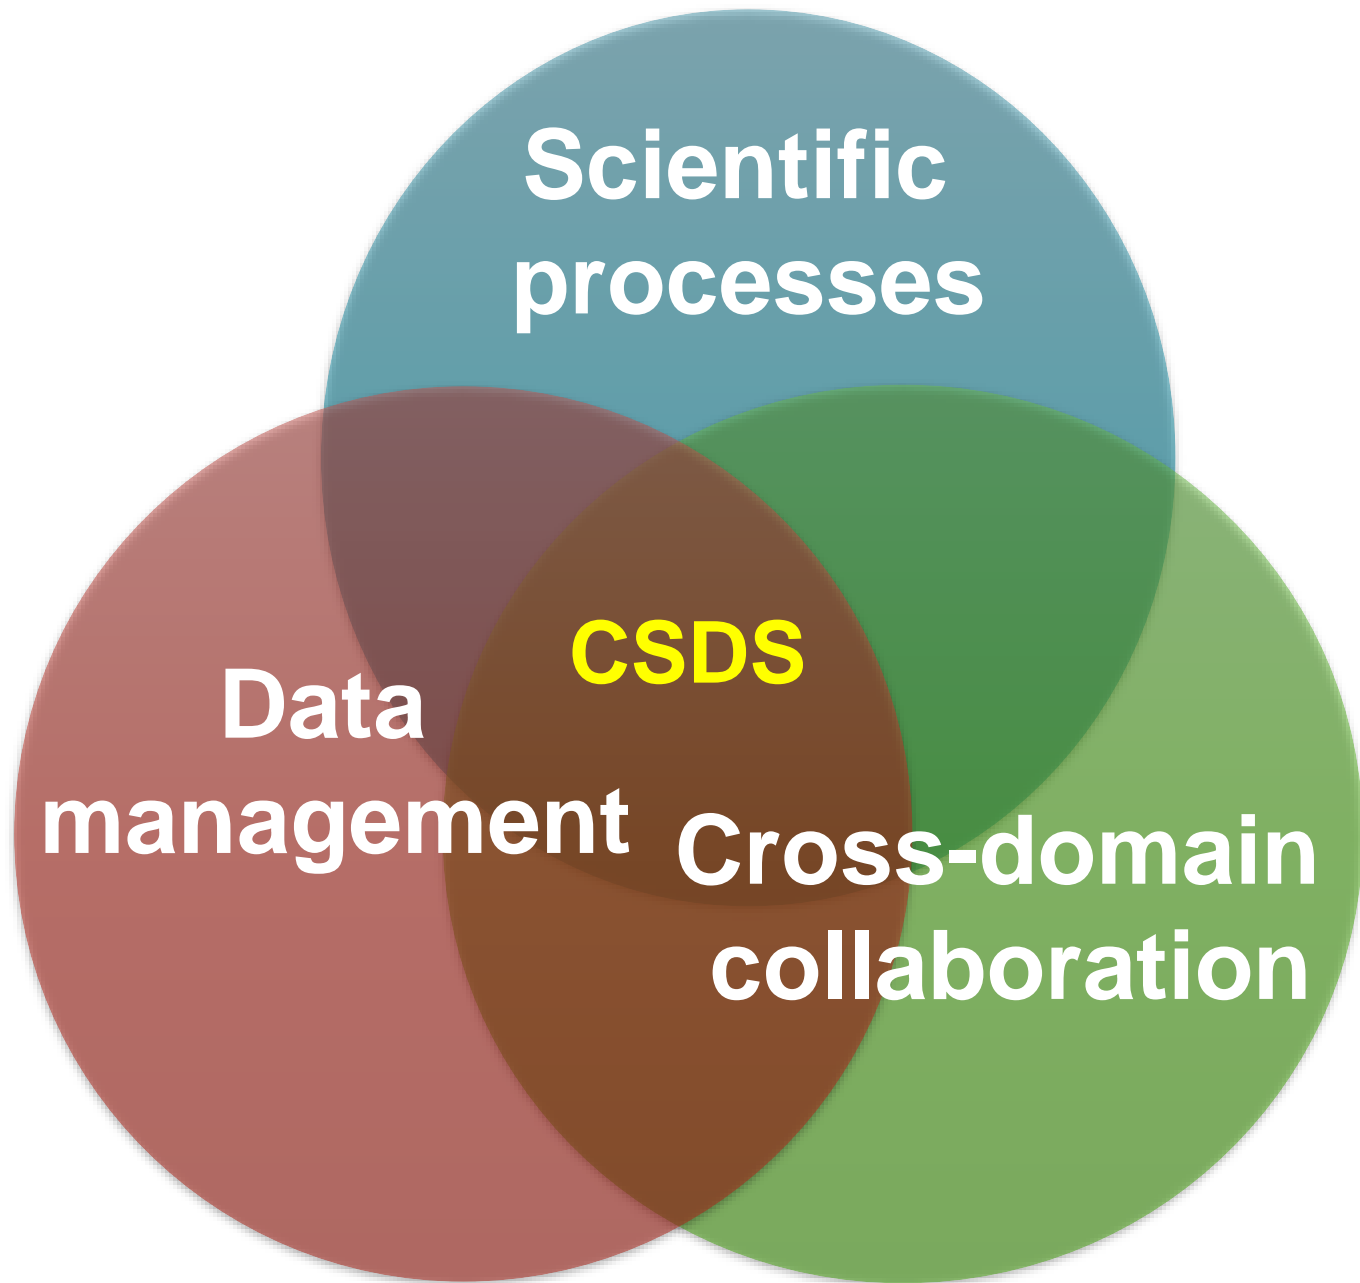 Scientific
processes
CSDS
Data
management
Cross-domain
collaboration